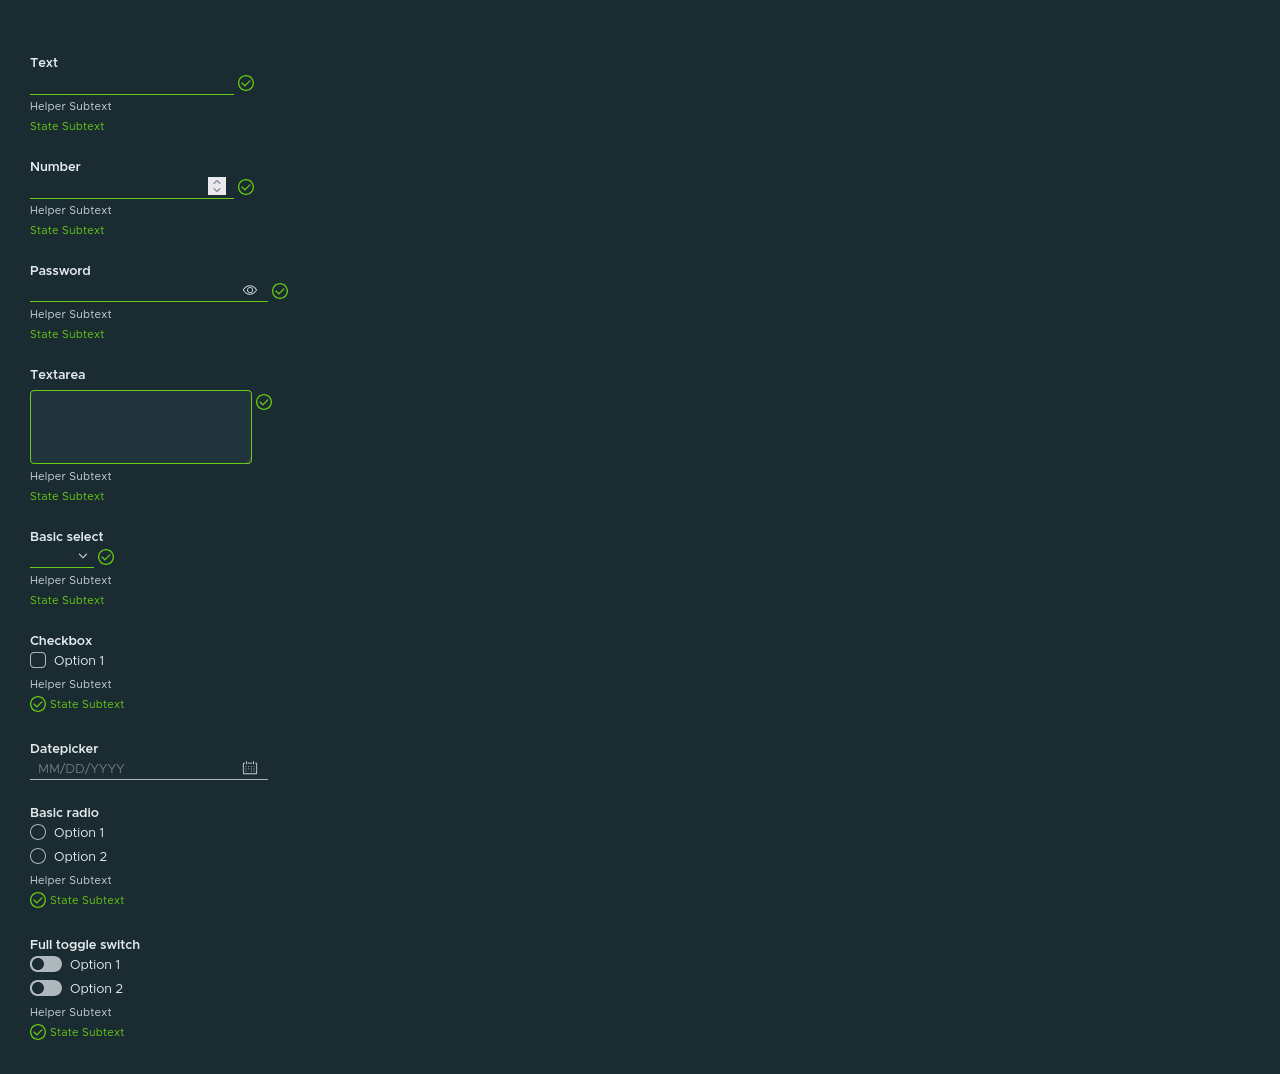 Text
Helper Subtext
State Subtext
Number
Helper Subtext
State Subtext
Password
Helper Subtext
State Subtext
Textarea
Helper Subtext
State Subtext
Basic select
Helper Subtext
State Subtext
Checkbox
Option 1
Helper Subtext
State Subtext
Datepicker
MM/DD/YYYY
Basic radio
Option 1
Option 2
Helper Subtext
State Subtext
Full toggle switch
Option 1
Option 2
Helper Subtext
State Subtext